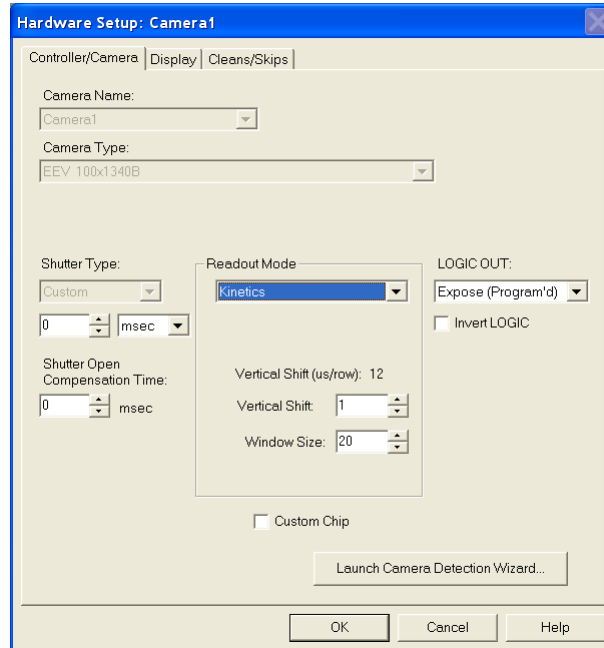 Hardware Setup: Camera1
Controller/Camera Display Cleans/Skips
Camera Name:
Camera1
Camera Type:
EEV 100x1340B
Shutter Type:
Custom
0 msec
Shutter Open
Compensation Time:
0 msec
Readout Mode
Kinetics
Vertical Shift (us/row): 12
Vertical Shift: 1
Window Size: 20
LOGIC OUT:
Expose (Program'd)
Invert LOGIC
Custom Chip
Launch Camera Detection Wizard...
OK Cancel Help